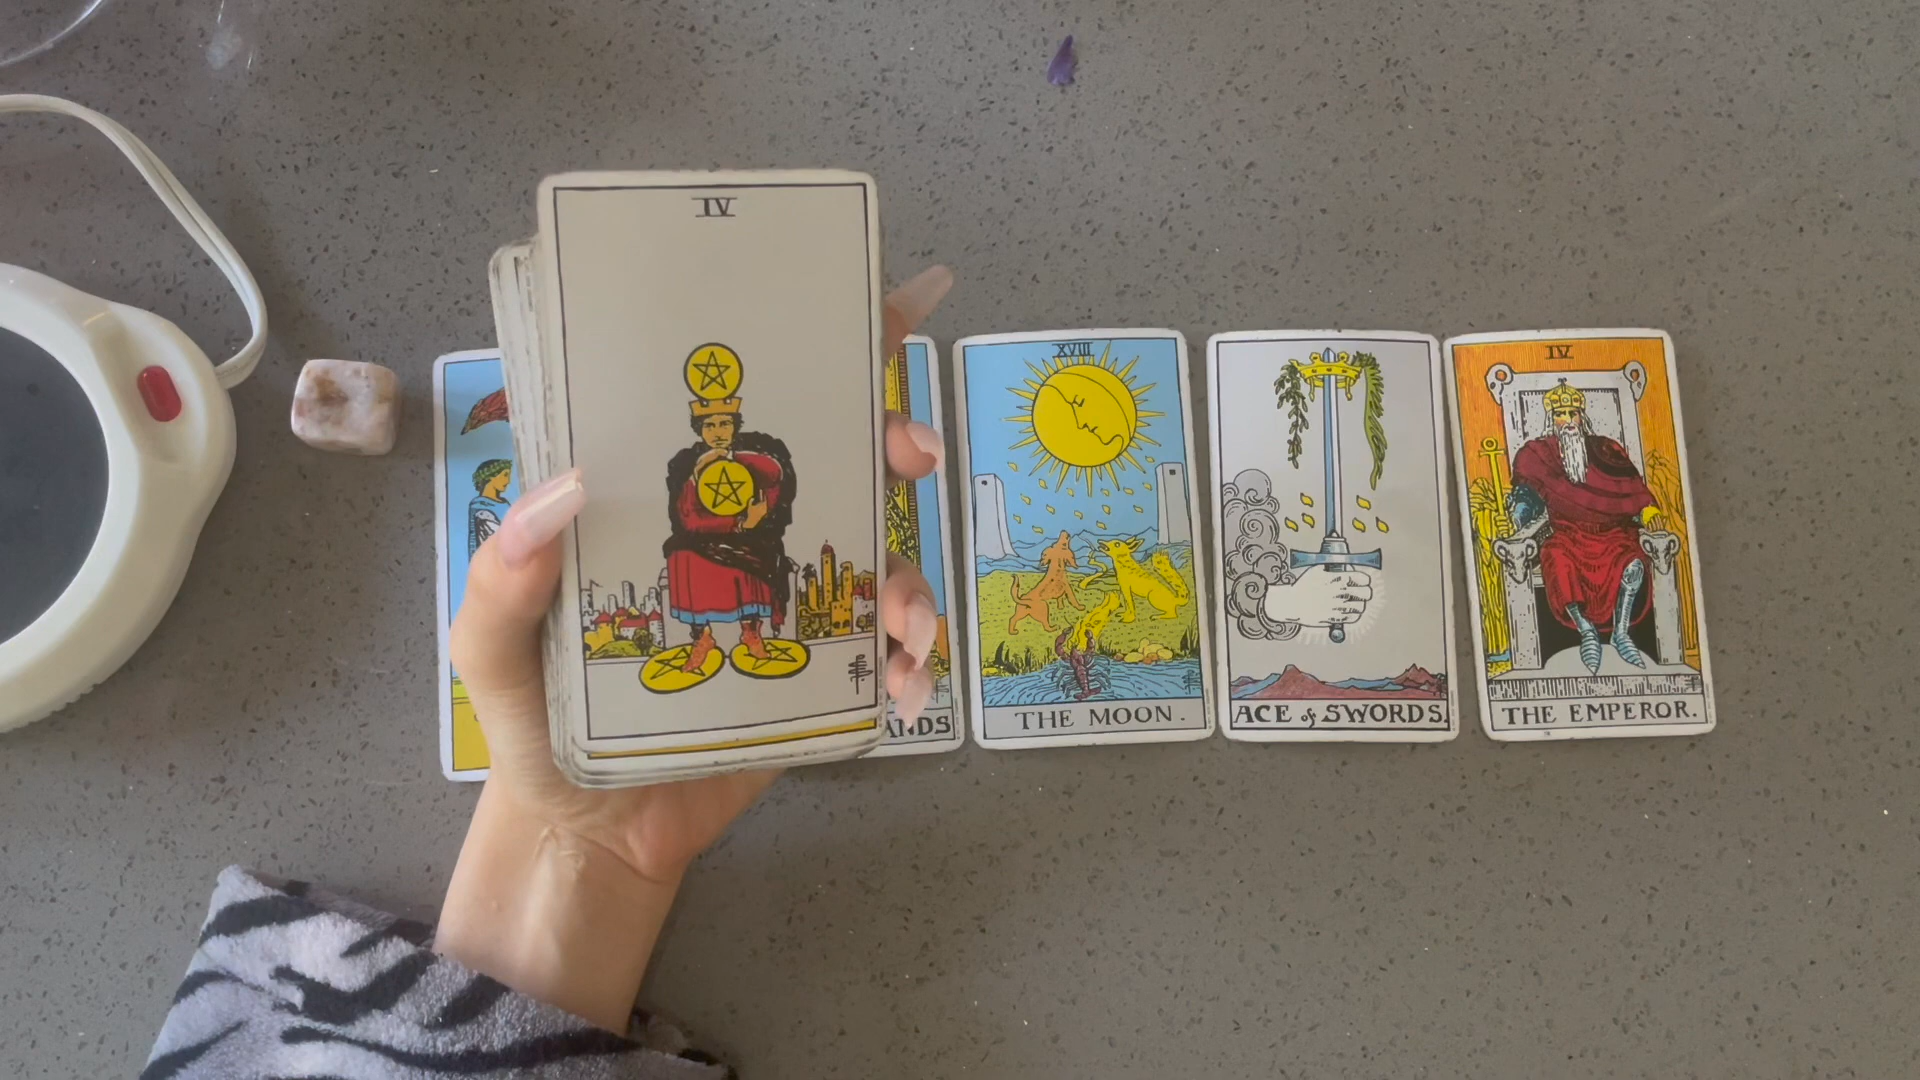 IV
XVIII
IV
ANDS
THE MOON.
ACE of SWORDS.
THE EMPEROR.